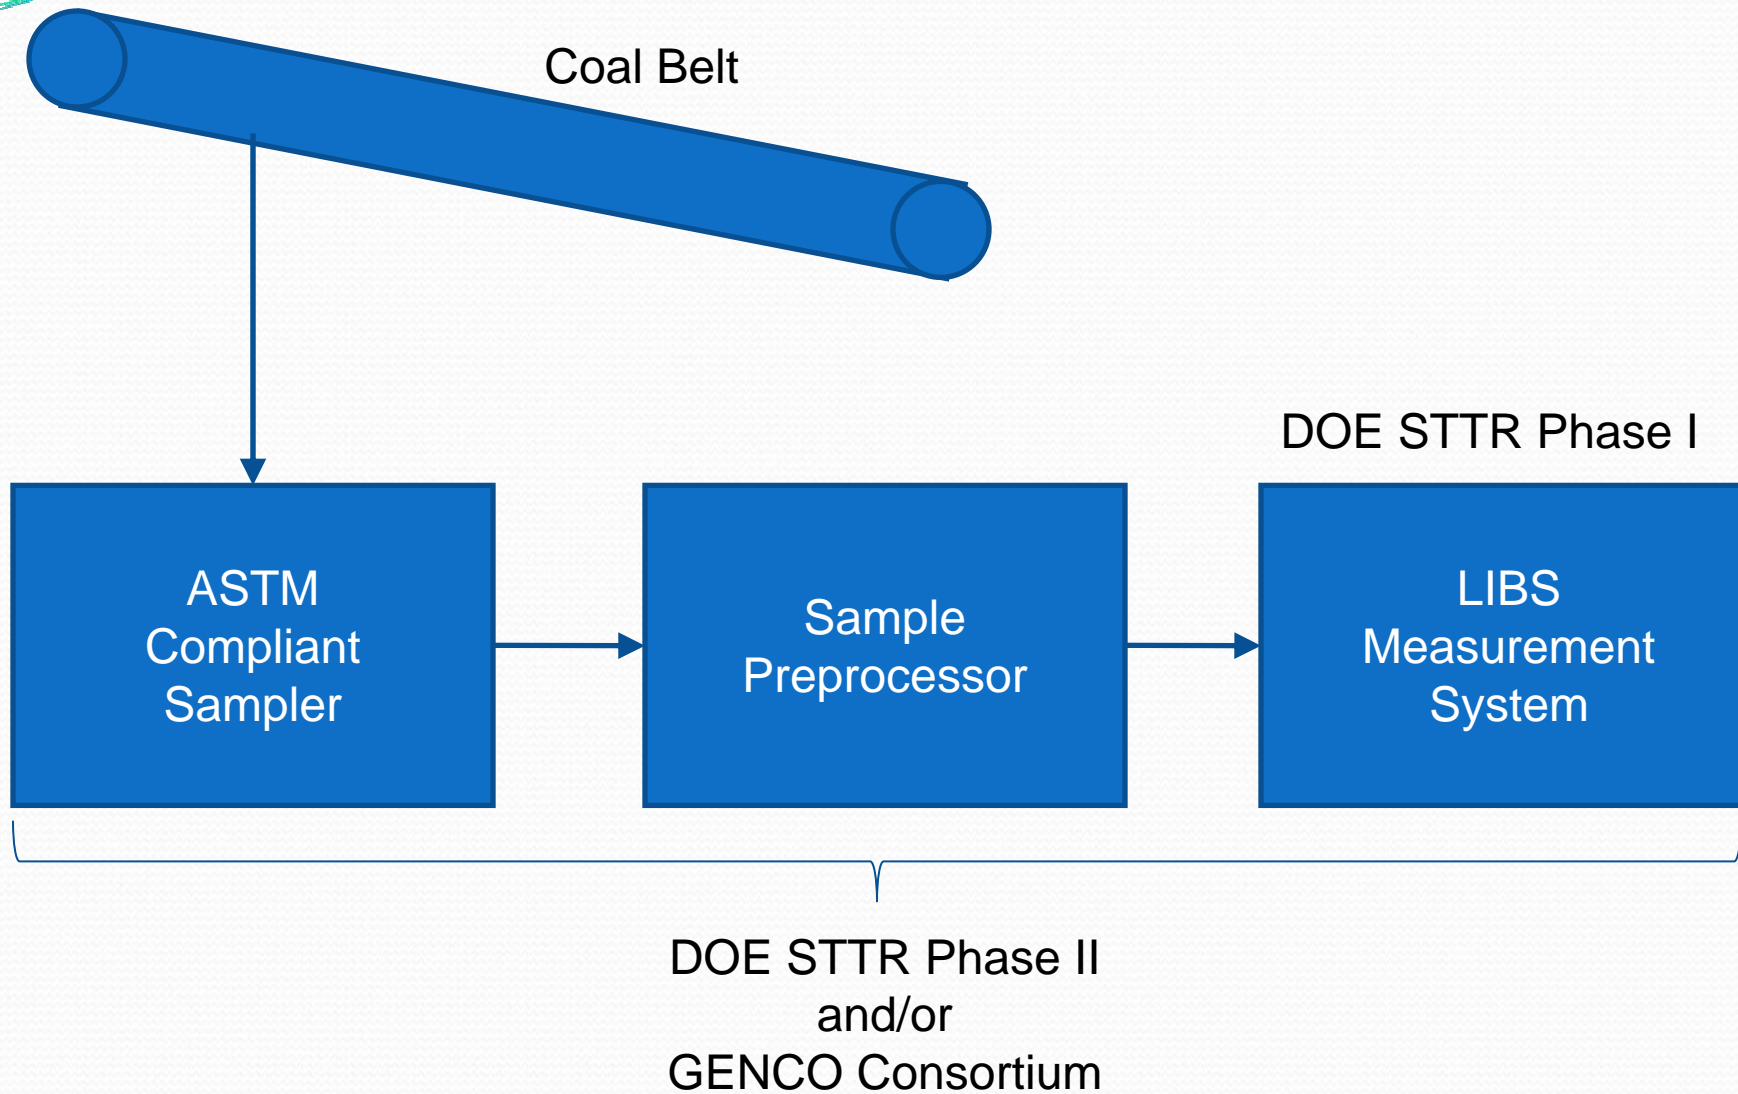 Coal Belt
DOE STTR Phase I
ASTM
Compliant
Sampler
Sample
Preprocessor
LIBS
Measurement
System
DOE STTR Phase II
and/or
GENCO Consortium